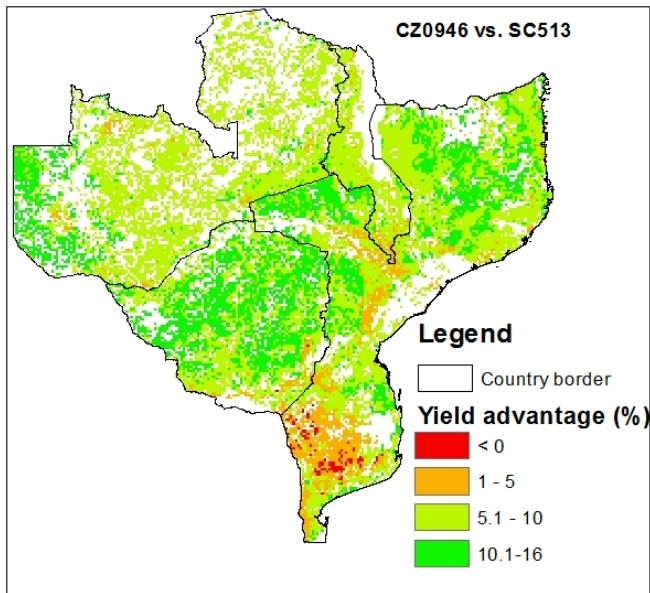 CZ0946 vs. SC513
Legend
Country border
Yield advantage (%)
< 0
1 - 5
5.1 - 10
10.1-16